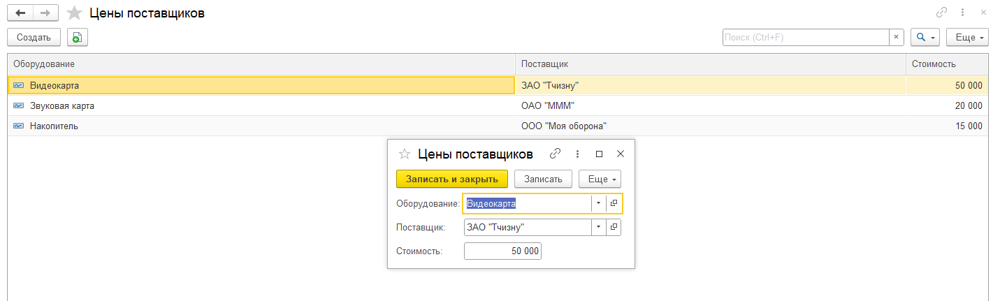 Цены поставщиков
Создать
Поиск (Ctrl+F)
×
Еще
Оборудование Поставщик Стоимость
Видеокарта ЗАО "Тчизну" 50 000
Звуковая карта ОАО "МММ" 20 000
Накопитель ООО "Моя оборона" 15 000
Цены поставщиков
Записать и закрыть Записать Еще
Оборудование: Видеокарта
Поставщик: ЗАО "Тчизну"
Стоимость: 50 000